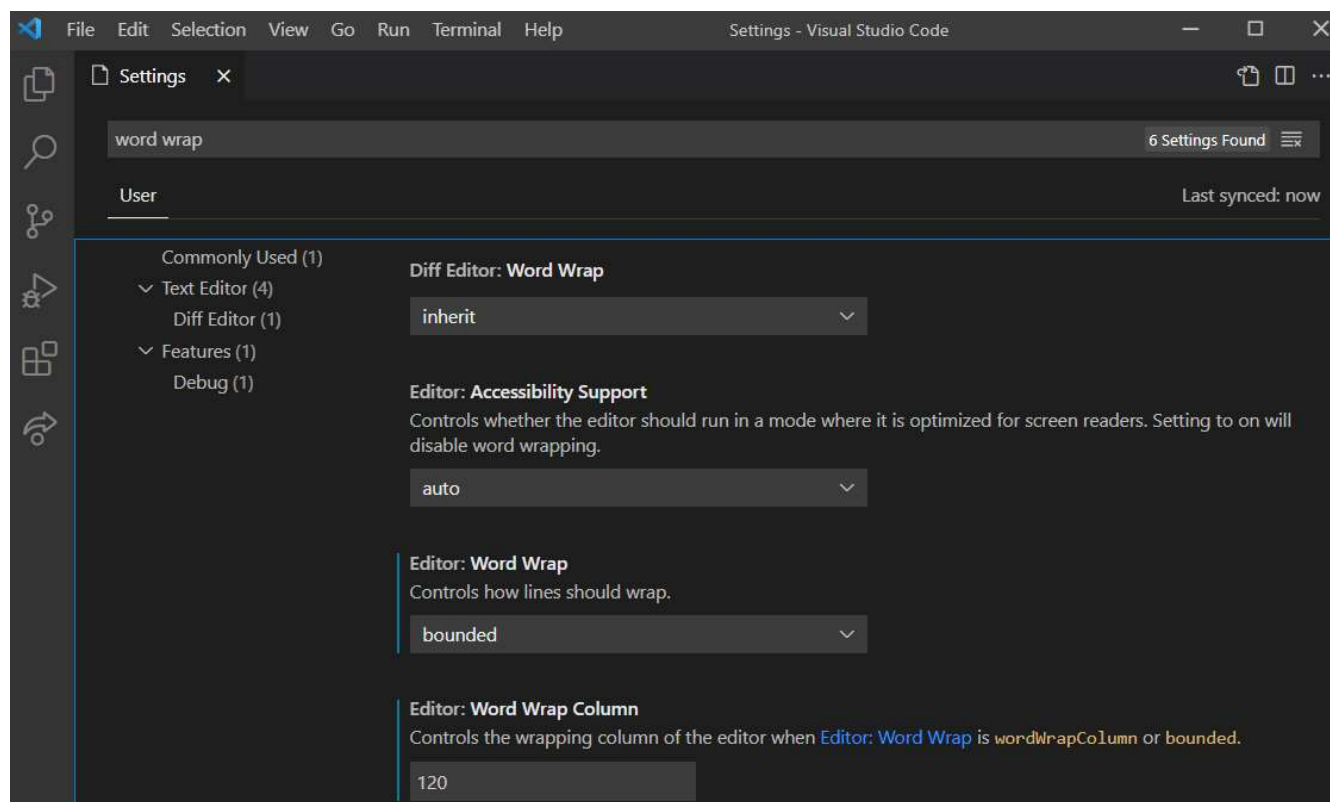 File Edit Selection View Go Run Terminal Help Settings - Visual Studio Code
Settings
word wrap 6 Settings Found
User Last synced: now
Commonly Used (1)
Text Editor (4)
Diff Editor (1)
Features (1)
Debug (1)
Diff Editor: Word Wrap
inherit
Editor: Accessibility Support
Controls whether the editor should run in a mode where it is optimized for screen readers. Setting to on will
disable word wrapping.
auto
Editor: Word Wrap
Controls how lines should wrap.
bounded
Editor: Word Wrap Column
Controls the wrapping column of the editor when Editor: Word Wrap is wordWrapColumn or bounded.
120